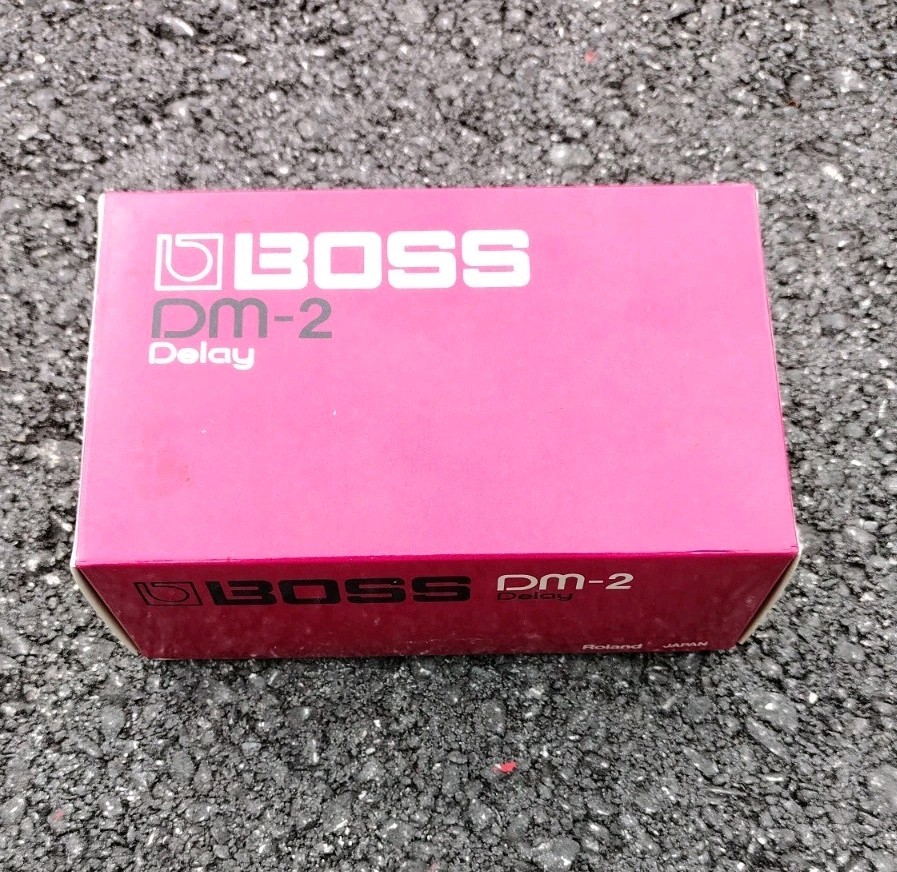 BOSS
DM-2
Delay
BOSS DM-2
Delay
Roland JAPAN